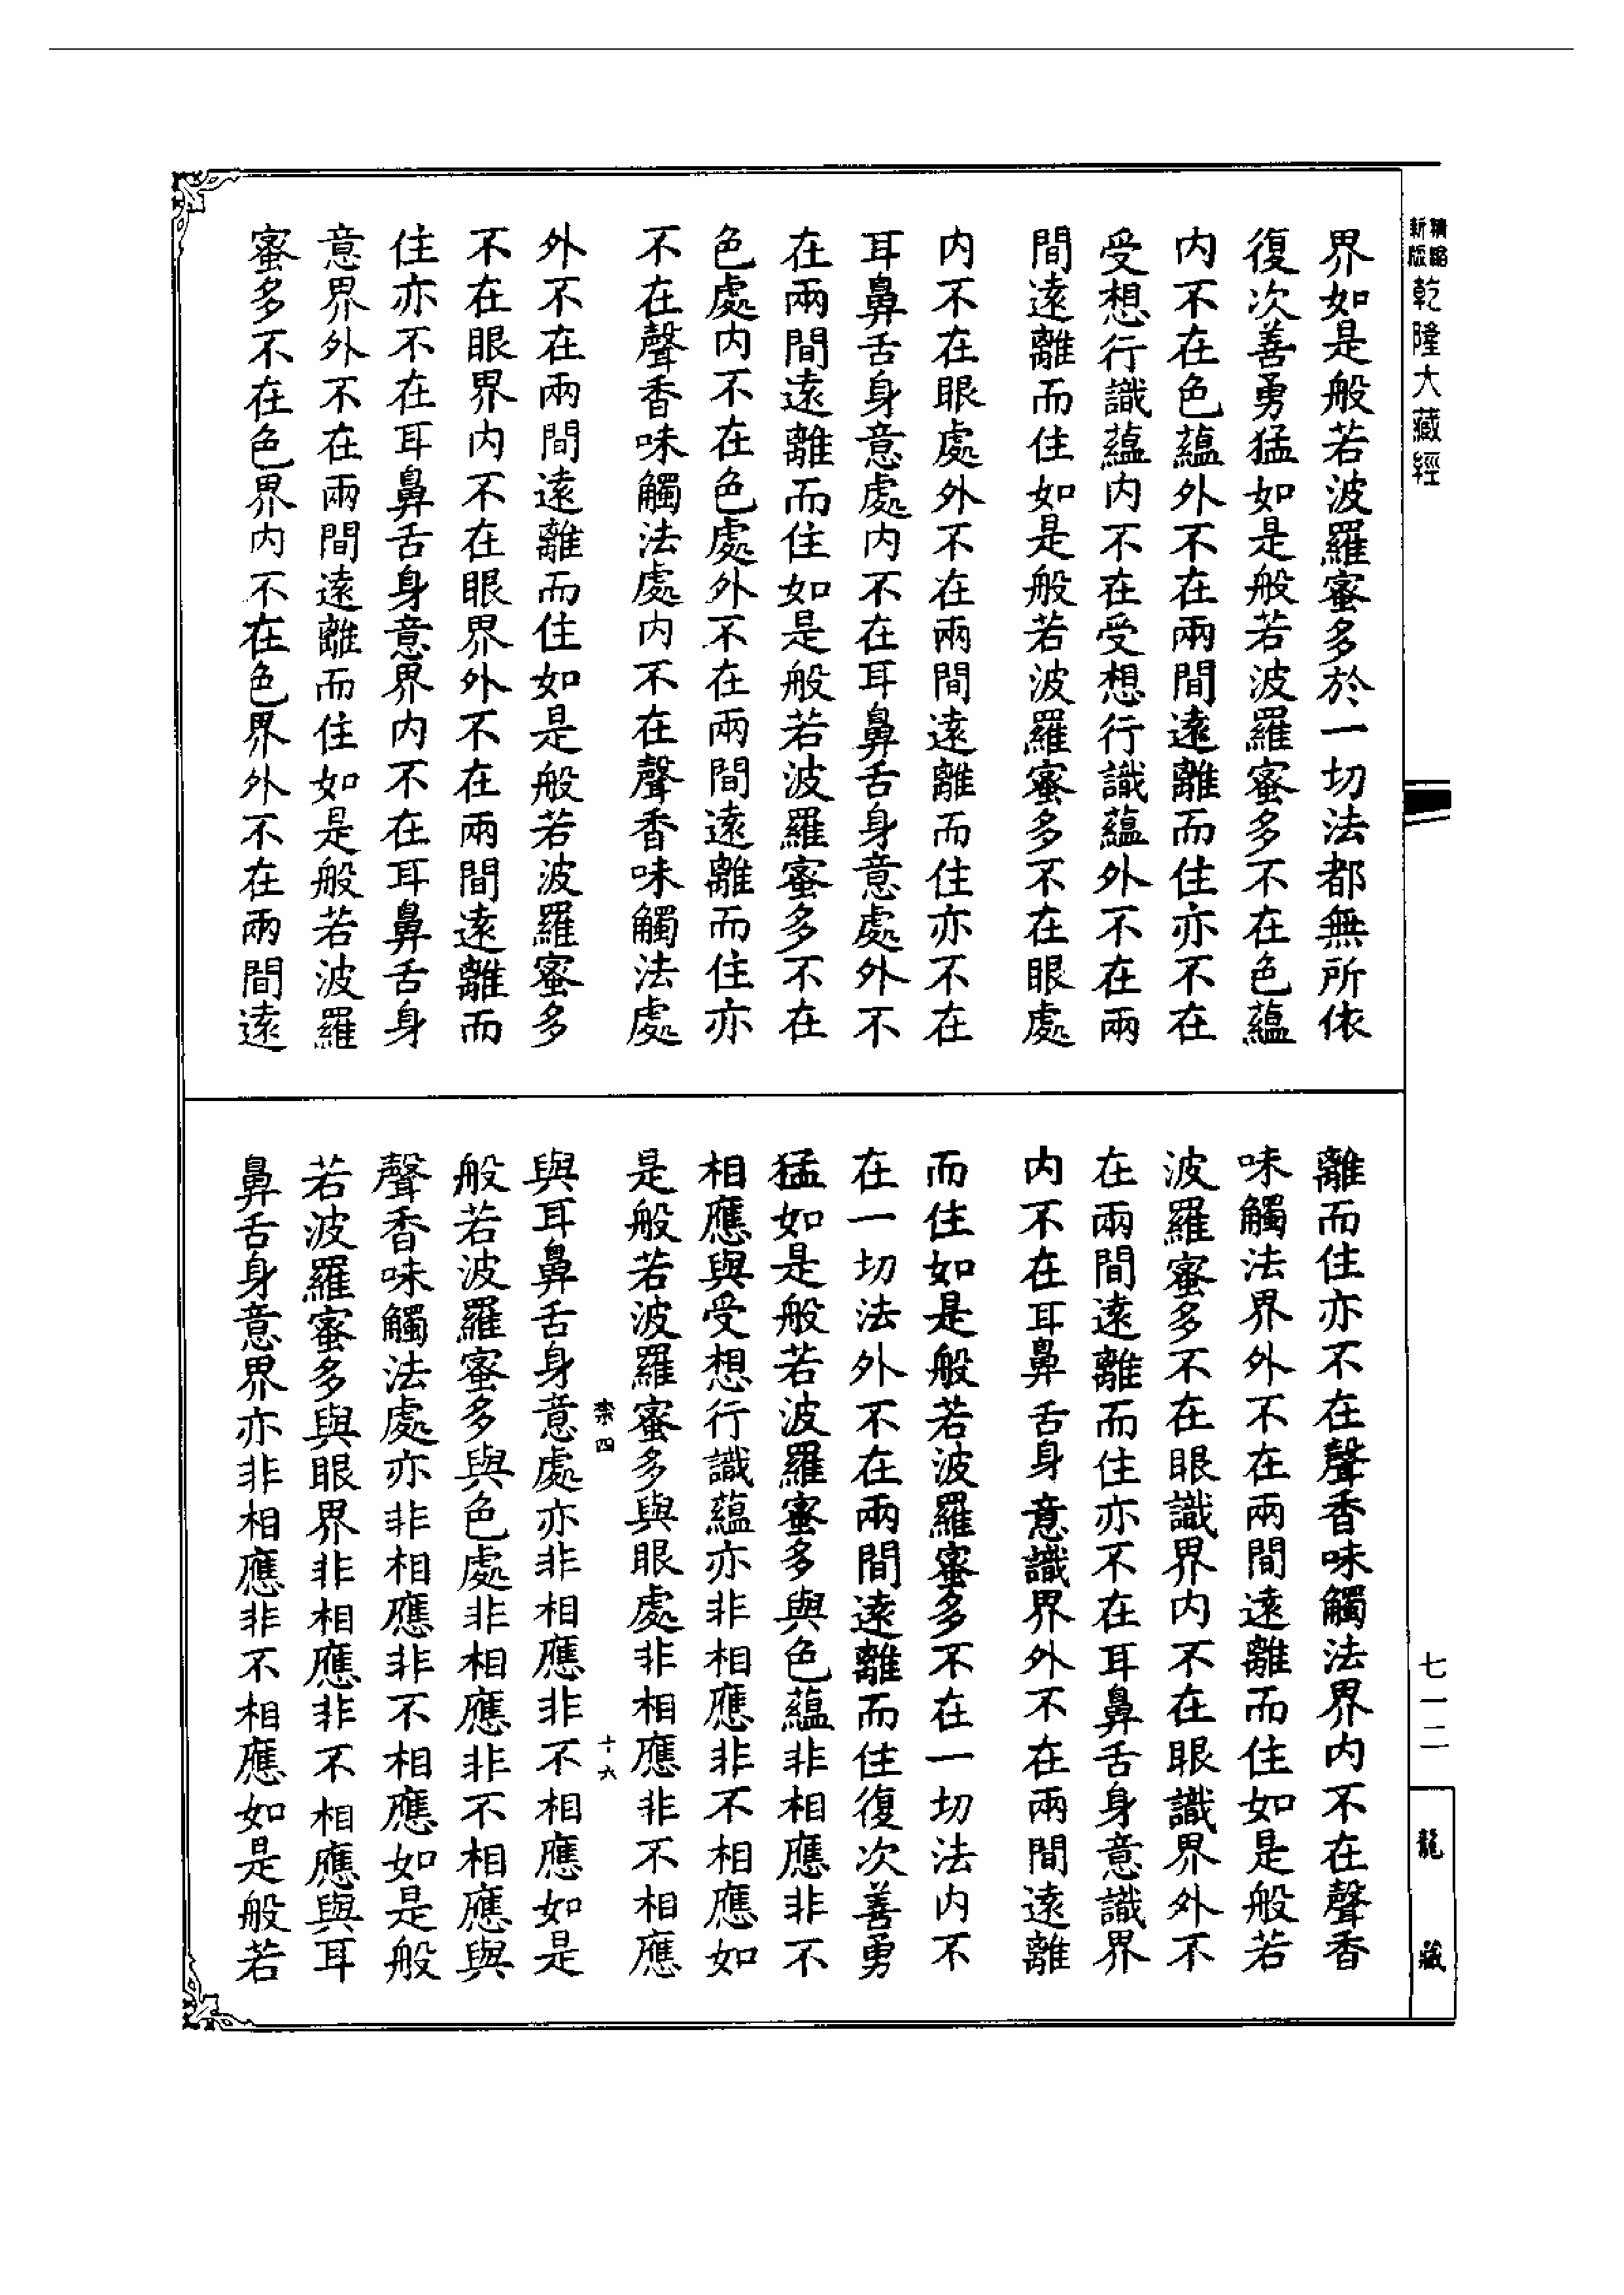 精縮
新版
乾隆大藏經
七一二
龍藏
界如是般若波羅蜜多於一切法都無所依
復次善勇猛如是般若波羅蜜多不在色蘊
内不在色蘊外不在兩間遠離而住亦不在
受想行識蘊内不在受想行識蘊外不在兩
間遠離而住如是般若波羅蜜多不在眼處
内不在眼處外不在兩間遠離而住亦不在
耳鼻舌身意處内不在耳鼻舌身意處外不
在兩間遠離而住如是般若波羅蜜多不在
色處内不在色處外不在兩間遠離而住亦
不在聲香味觸法處内不在聲香味觸法處
外不在兩間遠離而住如是般若波羅蜜多
不在眼界内不在眼界外不在兩間遠離而
住亦不在耳鼻舌身意界内不在耳鼻舌身
意界外不在兩間遠離而住如是般若波羅
蜜多不在色界内不在色界外不在兩間遠
離而住亦不在聲香味觸法界内不在聲香
味觸法界外不在兩間遠離而住如是般若
波羅蜜多不在眼識界内不在眼識界外不
在兩間遠離而住亦不在耳鼻舌身意識界
内不在耳鼻舌身意識界外不在兩間遠離
而住如是般若波羅蜜多不在一切法内不
在一切法外不在兩間遠離而住復次善勇
猛如是般若波羅蜜多與色蘊非相應非不
相應與受想行識蘊亦非相應非不相應如
是般若波羅蜜多與眼處非相應非不相應
柰四
十六
與耳鼻舌身意處亦非相應非不相應如是
般若波羅蜜多與色處非相應非不相應與
聲香味觸法處亦非相應非不相應如是般
若波羅蜜多與眼界非相應非不相應與耳
鼻舌身意界亦非相應非不相應如是般若